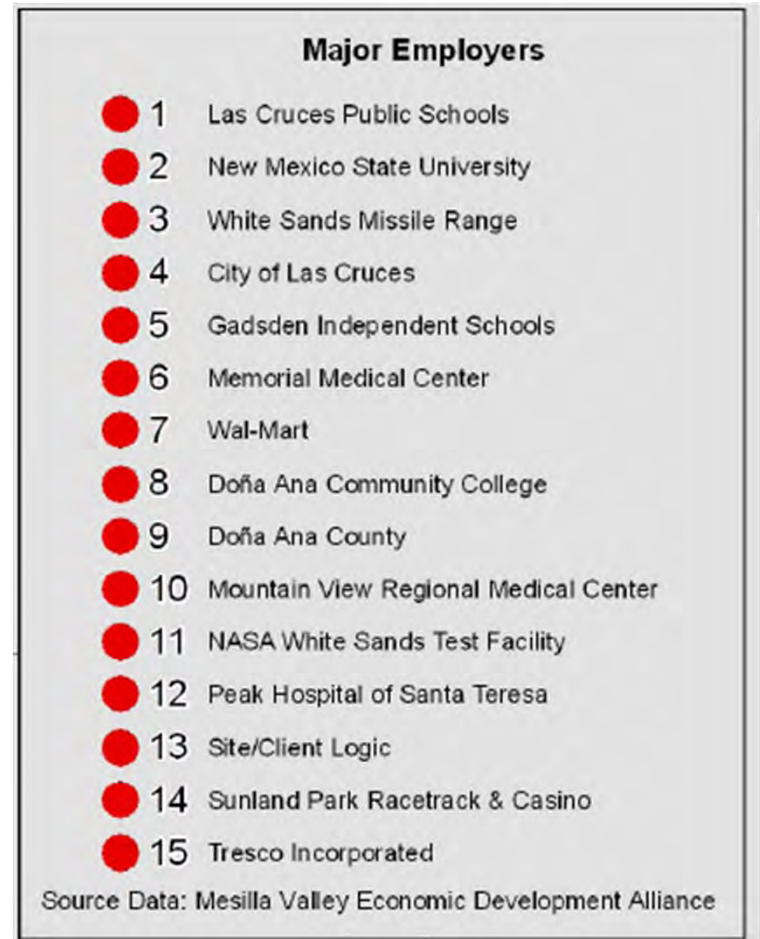 Major Employers
1 Las Cruces Public Schools
2 New Mexico State University
3 White Sands Missile Range
4 City of Las Cruces
5 Gadsden Independent Schools
6 Memorial Medical Center
7 Wal-Mart
8 Doña Ana Community College
9 Doña Ana County
10 Mountain View Regional Medical Center
11 NASA White Sands Test Facility
12 Peak Hospital of Santa Teresa
13 Site/Client Logic
14 Sunland Park Racetrack & Casino
15 Tresco Incorporated
Source Data: Mesilla Valley Economic Development Alliance